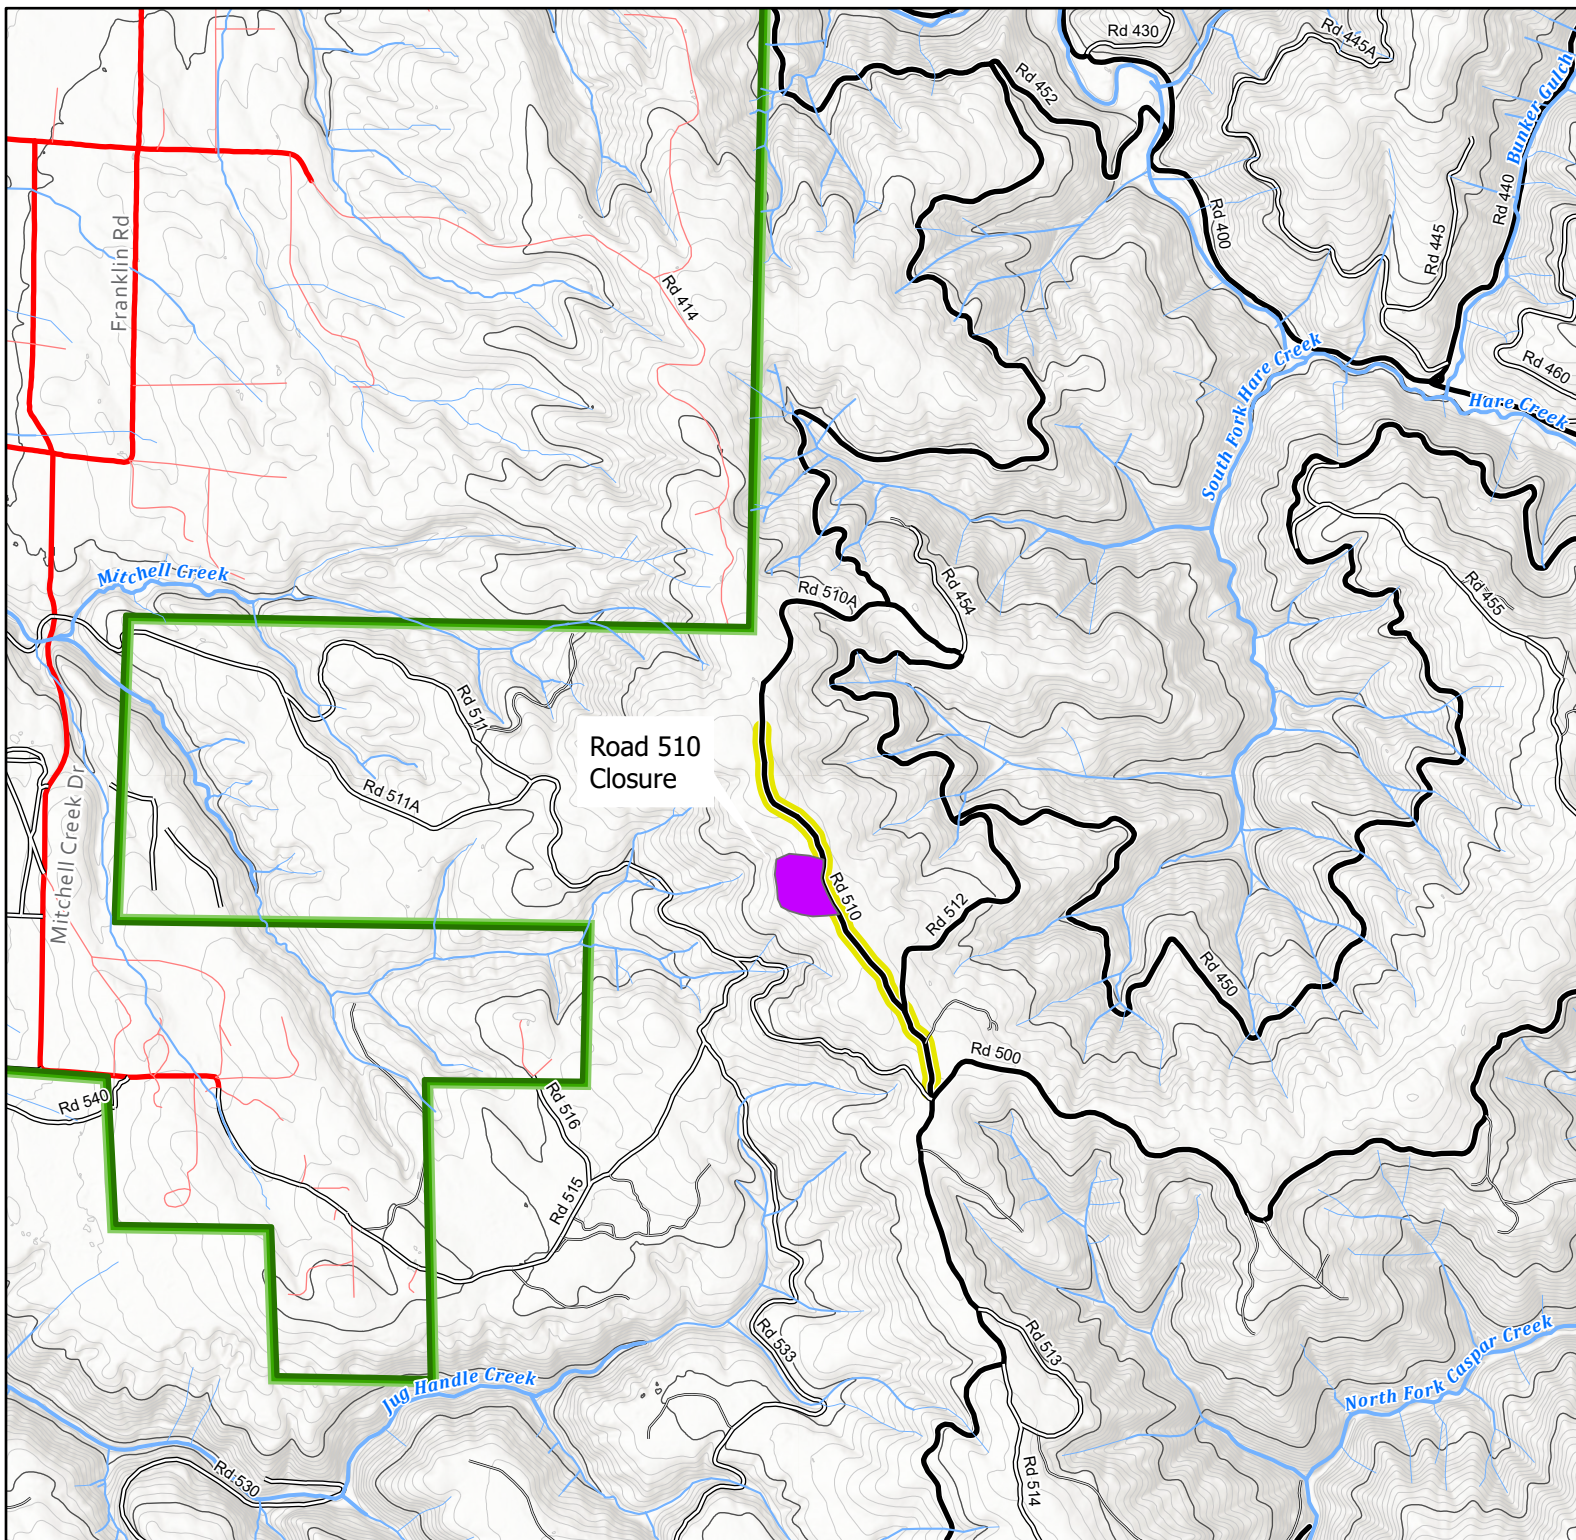 Rd 430
Rd 445A
Rd 452
Bunker Gulch
Rd 440
Rd 400
Franklin Rd
Rd 445
Rd 414
South Fork Hare Creek
Rd 460
Hare Creek
Mitchell Creek
Rd 510A
Rd 454
Rd 455
Rd 511
Road 510
Closure
Rd 511A
Mitchell Creek Dr
Rd 510
Rd 512
Rd 450
Rd 500
Rd 540
Rd 516
Rd 515
Rd 533
Rd 513
North Fork Caspar Creek
Jug Handle Creek
Rd 530
Rd 514